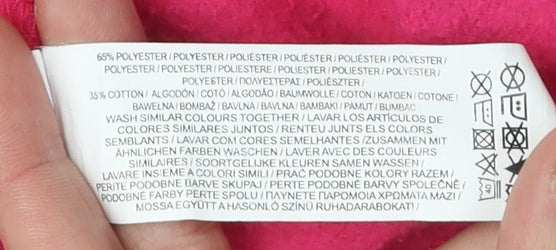 65% POLYESTER / POLYESTER / POLIÉSTER / POLIÈSTER / POLIÉSTER / POLYESTER /
POLYESTER / POLYESTER / POLIESTERE / POLIESTER / POLIESTER / POLYESTER /
POLYESTER / ΠΟΛΥΕΣΤΕΡΑΣ / POLIÉSZTER /
35% COTTON / ALGODÓN / COTÓ / ALGODÃO / BAUMWOLLE / COTON / KATOEN / COTONE /
BAWEŁNA / BOMBAŽ / BAVLNA / BAVLNA / BAMBAKI / PAMUT / BUMBAC
WASH SIMILAR COLOURS TOGETHER / LAVAR LOS ARTÍCULOS DE
COLORES SIMILARES JUNTOS / RENTEU JUNTS ELS COLORS
SEMBLANTS / LAVAR COM CORES SEMELHANTES / ZUSAMMEN MIT
ÄHNLICHEN FARBEN WASCHEN / LAVER AVEC DES COULEURS
SIMILAIRES / SOORTGELIJKE KLEUREN SAMEN WASSEN /
LAVARE INSIEME A COLORI SIMILI / PRAĆ PODOBNE KOLORY RAZEM /
PERITE PODOBNE BARVE SKUPAJ / PERTE PODOBNÉ BARVY SPOLEČNĚ /
PODOBNÉ FARBY PERTE SPOLU / ΠΛΥΝΕΤΕ ΠΑΡΟΜΟΙΑ ΧΡΩΜΑΤΑ ΜΑΖΙ /
MOSSA EGYÜTT A HASONLÓ SZÍNŰ RUHADARABOKAT /